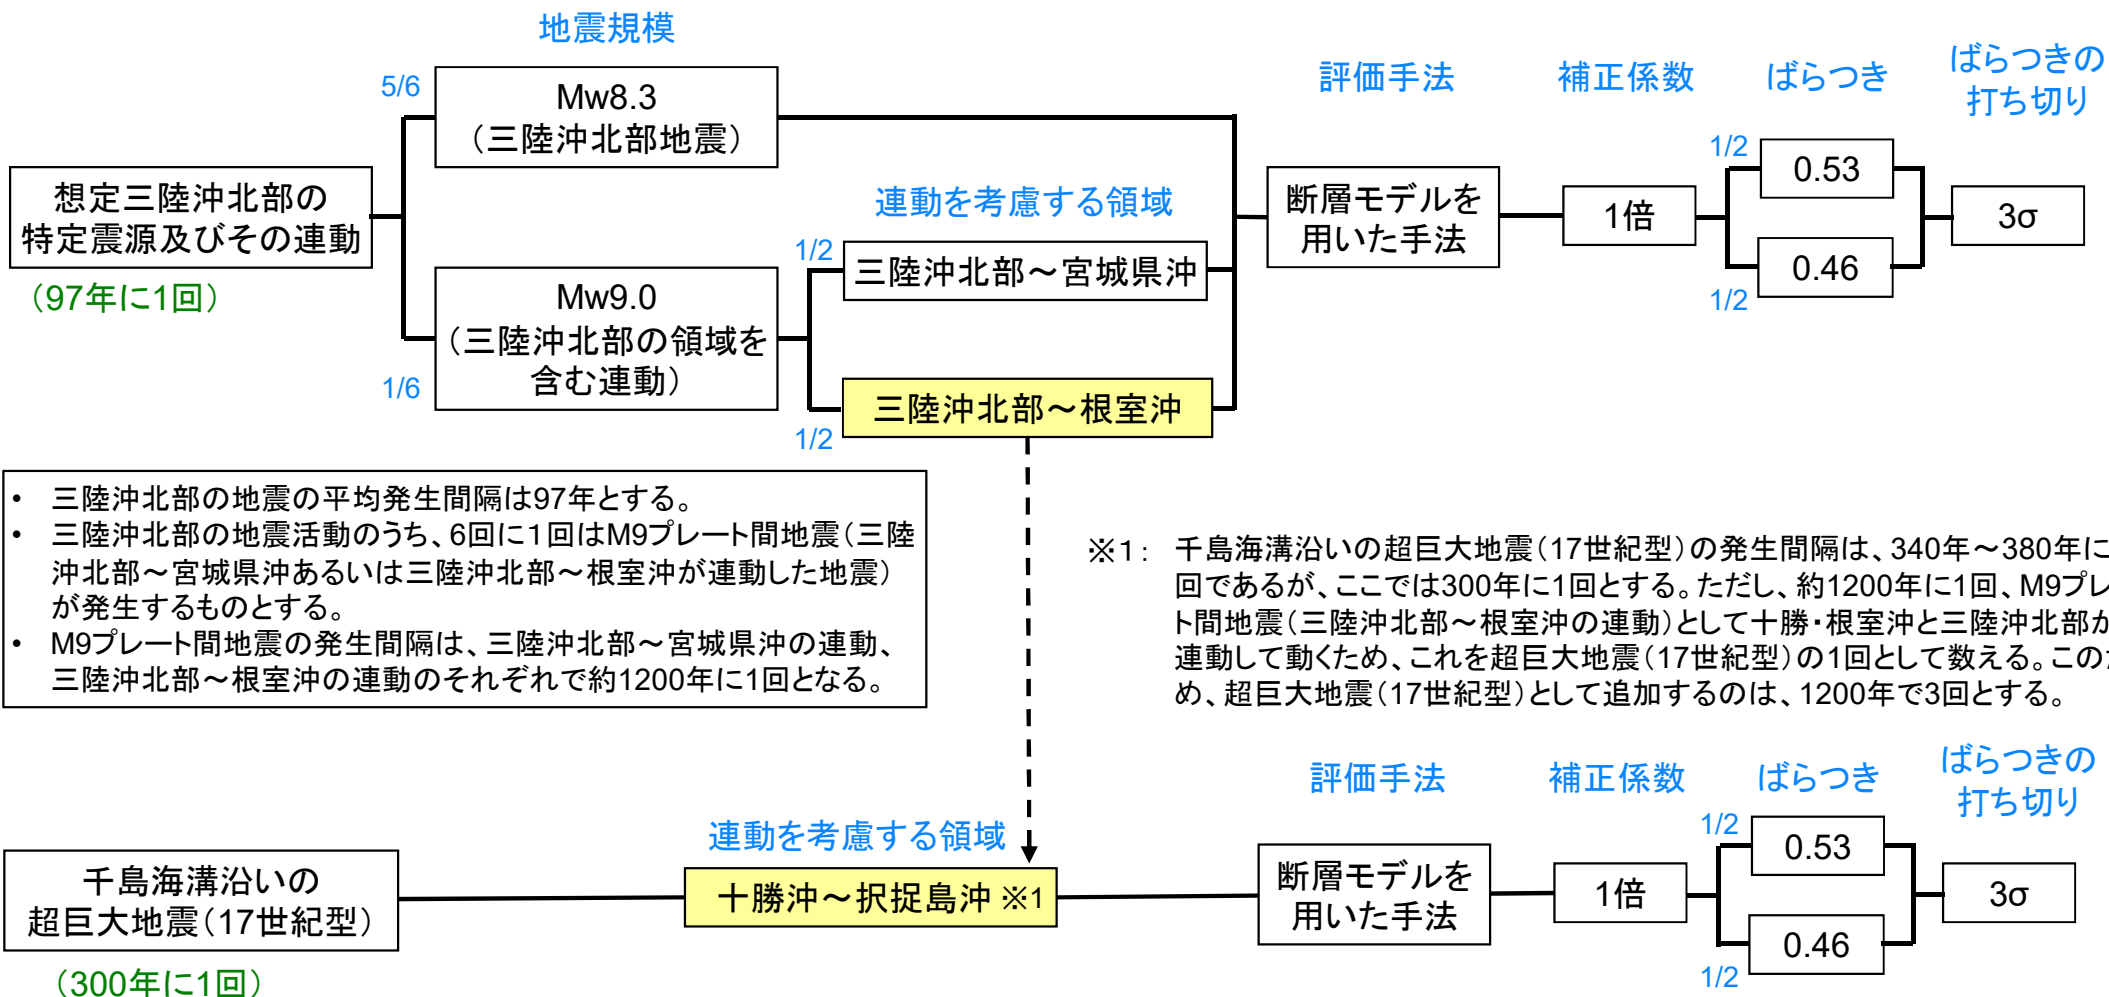 地震規模
5/6
Mw8.3
（三陸沖北部地震）
評価手法
補正係数
ばらつき
ばらつきの
打ち切り
想定三陸沖北部の
特定震源及びその連動
（97年に1回）
連動を考慮する領域
1/2
三陸沖北部～宮城県沖
断層モデルを
用いた手法
1倍
1/2
0.53
0.46
1/2
3σ
Mw9.0
（三陸沖北部の領域を
含む連動）
1/6
三陸沖北部～根室沖
1/2
• 三陸沖北部の地震の平均発生間隔は97年とする。
• 三陸沖北部の地震活動のうち、6回に1回はM9プレート間地震（三陸
沖北部～宮城県沖あるいは三陸沖北部～根室沖が連動した地震）
が発生するものとする。
• M9プレート間地震の発生間隔は、三陸沖北部～宮城県沖の連動、
三陸沖北部～根室沖の連動のそれぞれで約1200年に1回となる。
※1： 千島海溝沿いの超巨大地震（17世紀型）の発生間隔は、340年～380年に
回であるが、ここでは300年に1回とする。ただし、約1200年に1回、M9プレ
ト間地震（三陸沖北部～根室沖の連動）として十勝・根室沖と三陸沖北部が
連動して動くため、これを超巨大地震（17世紀型）の1回として数える。この
め、超巨大地震（17世紀型）として追加するのは、1200年で3回とする。
評価手法
補正係数
ばらつき
ばらつきの
打ち切り
連動を考慮する領域
千島海溝沿いの
超巨大地震（17世紀型）
（300年に1回）
十勝沖～択捉島沖 ※1
断層モデルを
用いた手法
1倍
1/2
0.53
0.46
1/2
3σ